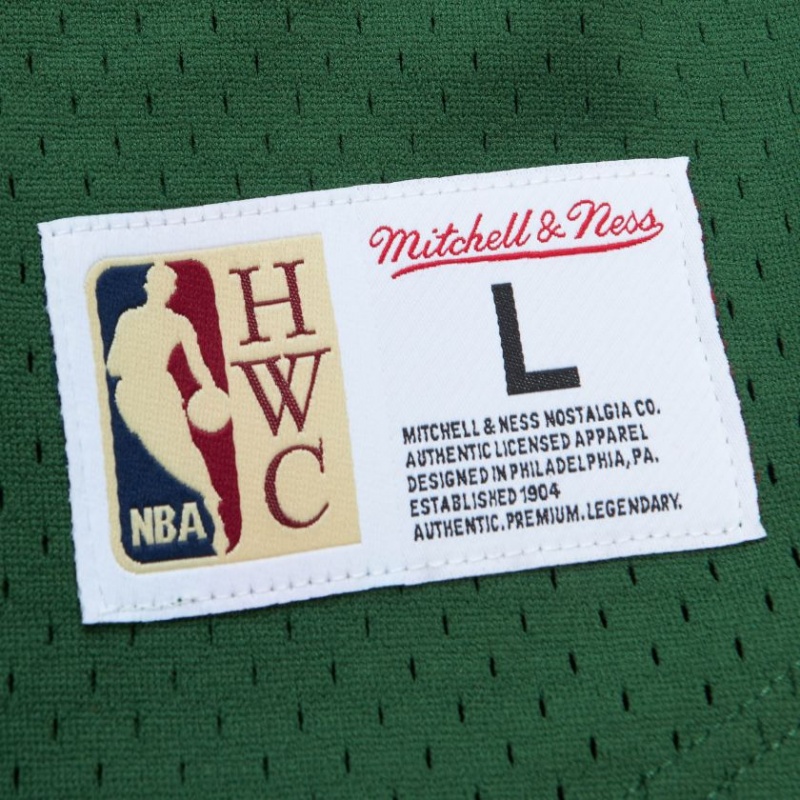 NBA
H
W
C
Mitchell & Ness
L
MITCHELL & NESS NOSTALGIA CO.
AUTHENTIC LICENSED APPAREL
DESIGNED IN PHILADELPHIA, PA.
ESTABLISHED 1904
AUTHENTIC. PREMIUM. LEGENDARY.